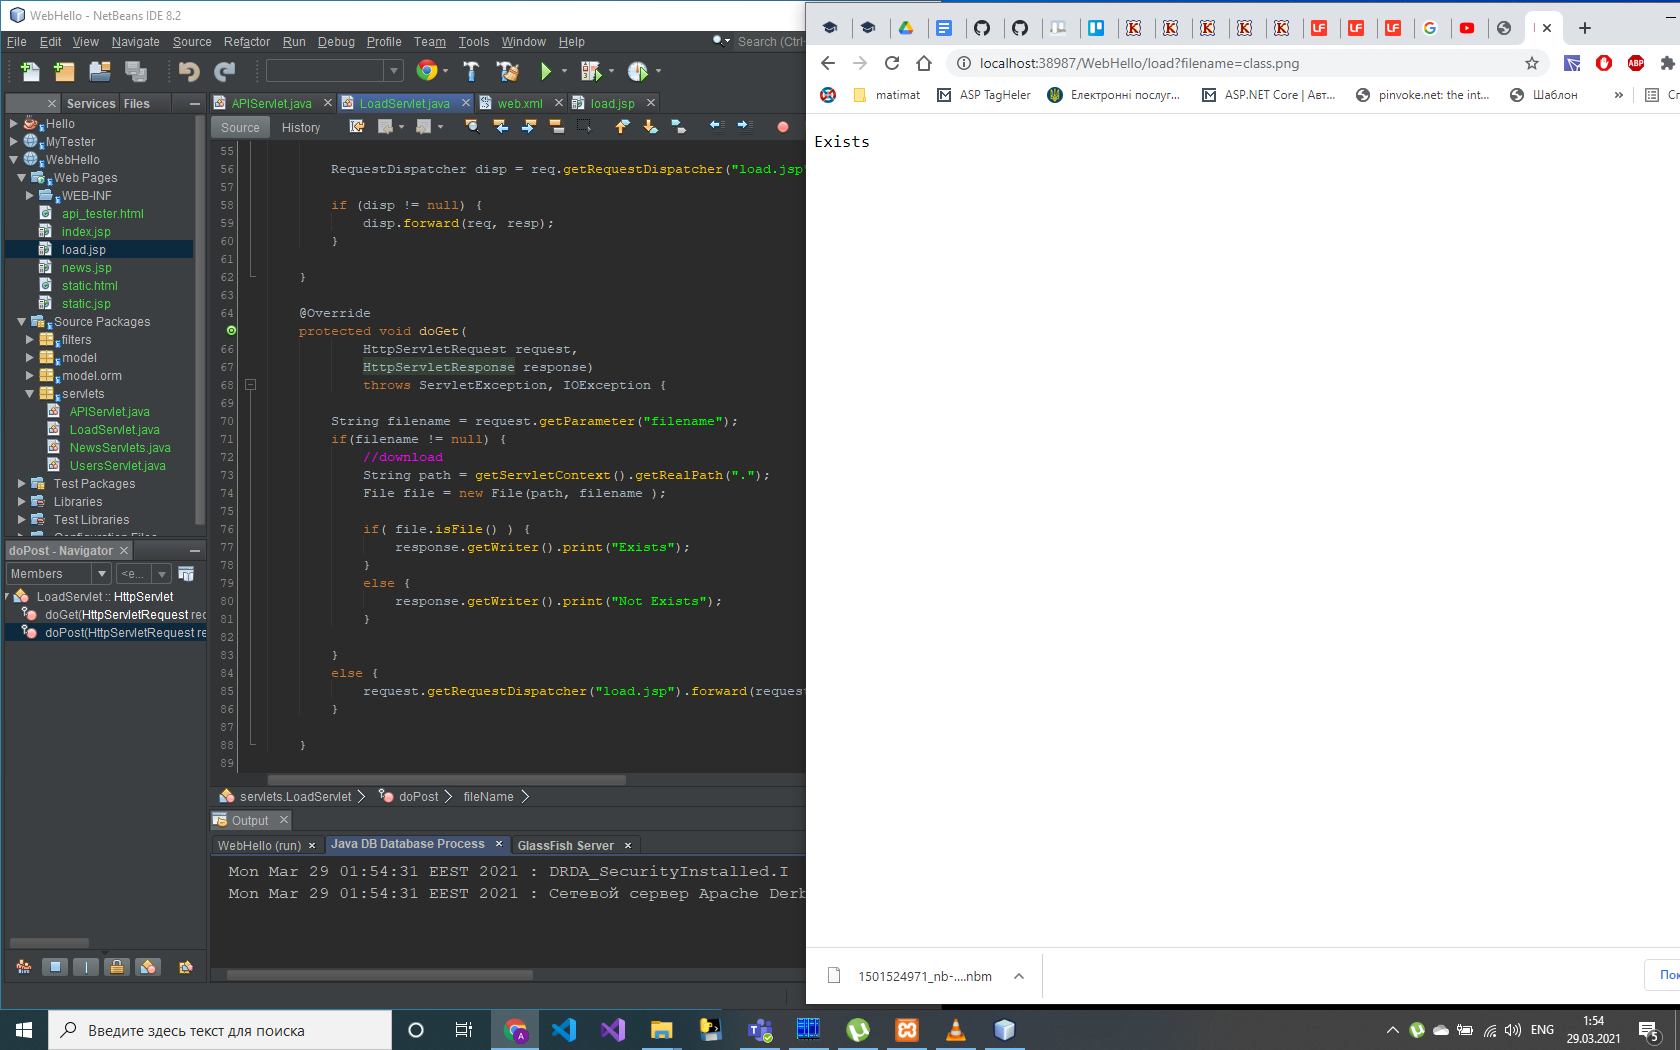 WebHello - NetBeans IDE 8.2
File Edit View Navigate Source Refactor Run Debug Profile Team Tools Window Help
Search (Ctrl-
Services Files
Hello
MyTester
WebHello
Web Pages
WEB-INF
api_tester.html
index.jsp
load.jsp
news.jsp
static.html
static.jsp
Source Packages
filters
model
model.orm
servlets
APIServlet.java
LoadServlet.java
NewsServlets.java
UsersServlet.java
Test Packages
Libraries
Test Libraries
Configuration Files
doPost - Navigator
Members
<e...
LoadServlet :: HttpServlet
doGet(HttpServletRequest rec
doPost(HttpServletRequest re
APIServlet.java LoadServlet.java web.xml load.jsp
Source History
55
56 RequestDispatcher disp = req.getRequestDispatcher("load.jsp"
57
58 if (disp != null) {
59 disp.forward(req, resp);
60 }
61
62 }
63
64 @Override
protected void doGet(
66 HttpServletRequest request,
67 HttpServletResponse response)
68 throws ServletException, IOException {
69
70 String filename = request.getParameter("filename");
71 if(filename != null) {
72 //download
73 String path = getServletContext().getRealPath(".");
74 File file = new File(path, filename );
75
76 if( file.isFile() ) {
77 response.getWriter().print("Exists");
78 }
79 else {
80 response.getWriter().print("Not Exists");
81 }
82
83 }
84 else {
85 request.getRequestDispatcher("load.jsp").forward(request
86 }
87
88 }
89
servlets.LoadServlet doPost fileName
Output
WebHello (run) Java DB Database Process GlassFish Server
Mon Mar 29 01:54:31 EEST 2021 : DRDA_SecurityInstalled.I
Mon Mar 29 01:54:31 EEST 2021 : Сетевой сервер Apache Derb
localhost:38987/WebHello/load?filename=class.png
ABP
matimat ASP TagHeler Електронні послуг... ASP.NET Core | Авт... pinvoke.net: the int... Шаблон »
Exists
1501524971_nb-....nbm
Пок
Введите здесь текст для поиска
ENG
1:54
29.03.2021
5